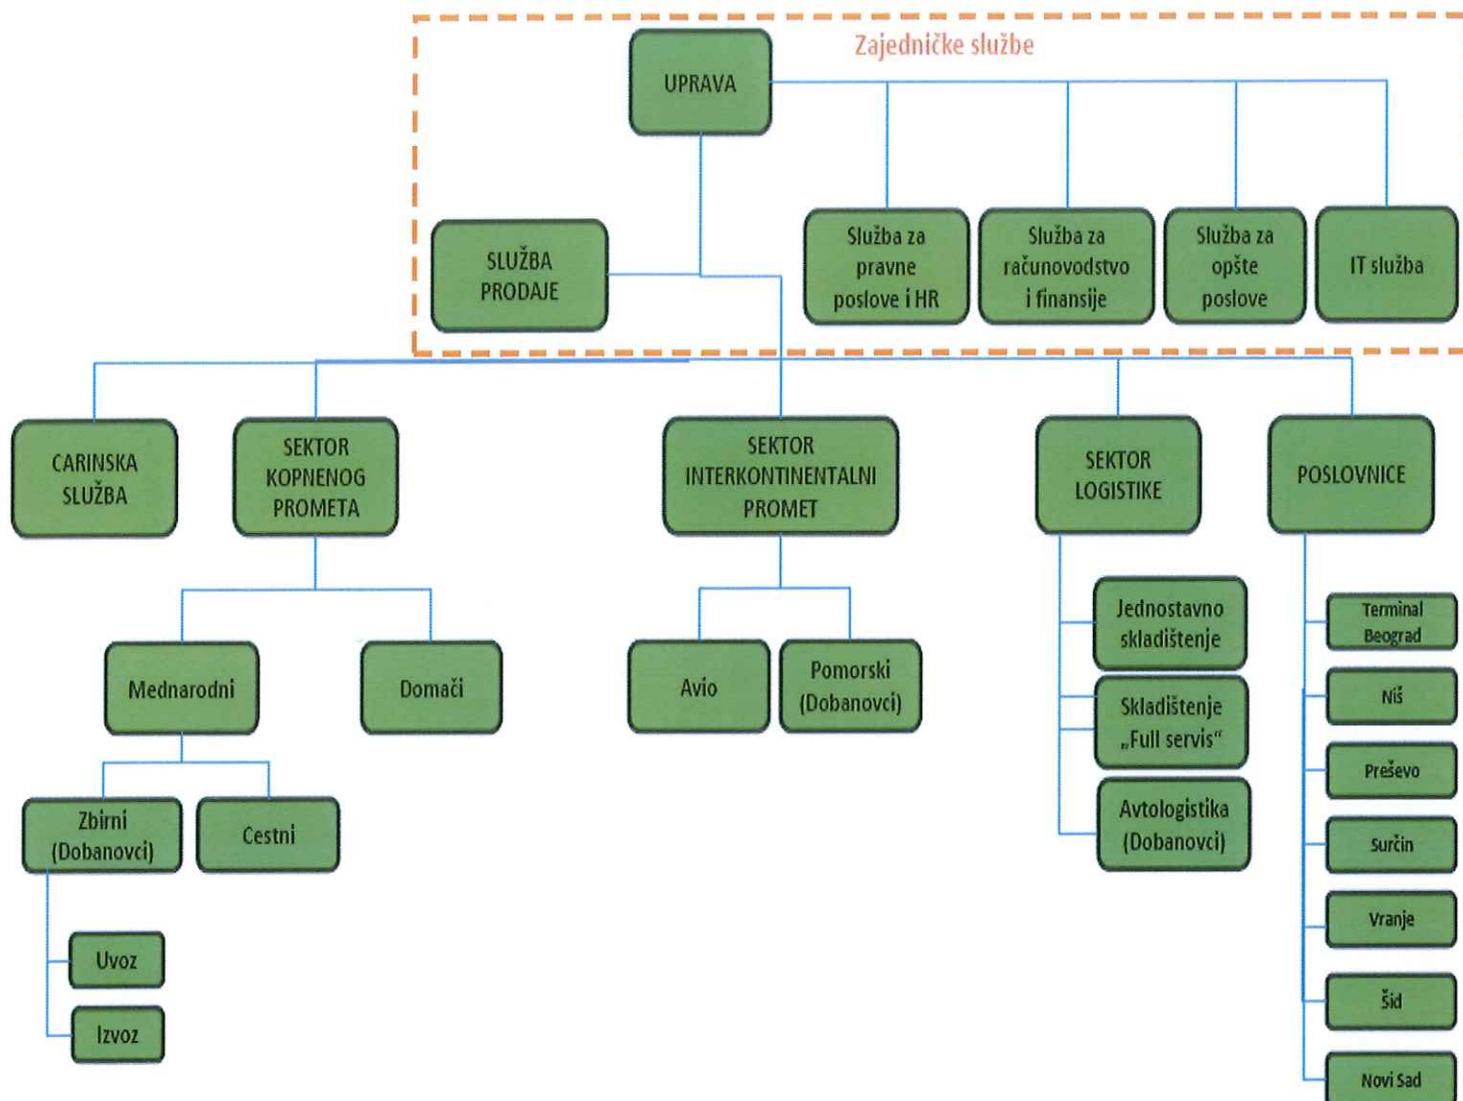 Zajedničke službe
UPRAVA
SLUŽBA
PRODAJE
Služba za
pravne
poslove i HR
Služba za
računovodstvo
i finansije
Služba za
opšte
poslove
IT služba
CARINSKA
SLUŽBA
SEKTOR
KOPNENOG
PROMETA
SEKTOR
INTERKONTINENTALNI
PROMET
SEKTOR
LOGISTIKE
POSLOVNICE
Mednarodni
Domači
Zbirni
(Dobanovci)
Cestni
Uvoz
Izvoz
Avio
Pomorski
(Dobanovci)
Jednostavno
skladištenje
Skladištenje
„Full servis“
Avtologistika
(Dobanovci)
Terminal
Beograd
Niš
Preševo
Surčin
Vranje
Šid
Novi Sad